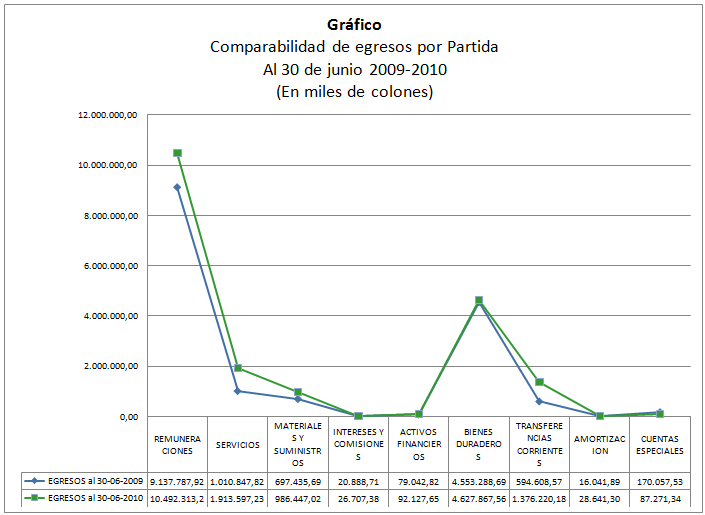 Gráfico
Comparabilidad de egresos por Partida
Al 30 de junio 2009-2010
(En miles de colones)
12.000.000,00
10.000.000,00
8.000.000,00
6.000.000,00
4.000.000,00
2.000.000,00
0,00
REMUNERA
CIONES
SERVICIOS
MATERIALE
S Y
SUMINIST
ROS
INTERESES Y
COMISIONE
S
ACTIVOS
FINANCIER
OS
BIENES
DURADERO
S
TRANSFERE
NCIAS
CORRIENTE
S
AMORTIZAC
ION
CUENTAS
ESPECIALES
EGRESOS al 30-06-2009 9.137.787,92 1.010.847,82 697.435,69 20.888,71 79.042,82 4.553.288,69 594.608,57 16.041,89 170.057,53
EGRESOS al 30-06-2010 10.492.313,2 1.913.597,23 986.447,02 26.707,38 92.127,65 4.627.867,56 1.376.220,18 28.641,30 87.271,34